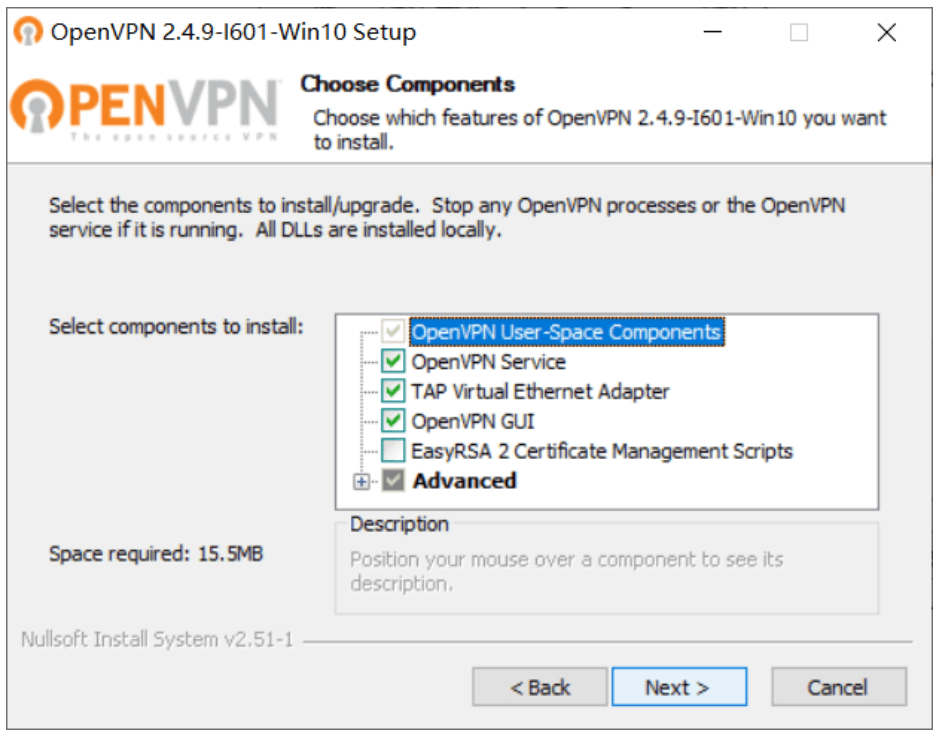 OpenVPN 2.4.9-I601-Win10 Setup
OPENVPN
The open source VPN
Choose Components
Choose which features of OpenVPN 2.4.9-I601-Win10 you want
to install.
Select the components to install/upgrade.  Stop any OpenVPN processes or the OpenVPN
service if it is running.  All DLLs are installed locally.
Select components to install:
OpenVPN User-Space Components
OpenVPN Service
TAP Virtual Ethernet Adapter
OpenVPN GUI
EasyRSA 2 Certificate Management Scripts
Advanced
Space required: 15.5MB
Description
Position your mouse over a component to see its
description.
Nullsoft Install System v2.51-1
< Back
Next >
Cancel